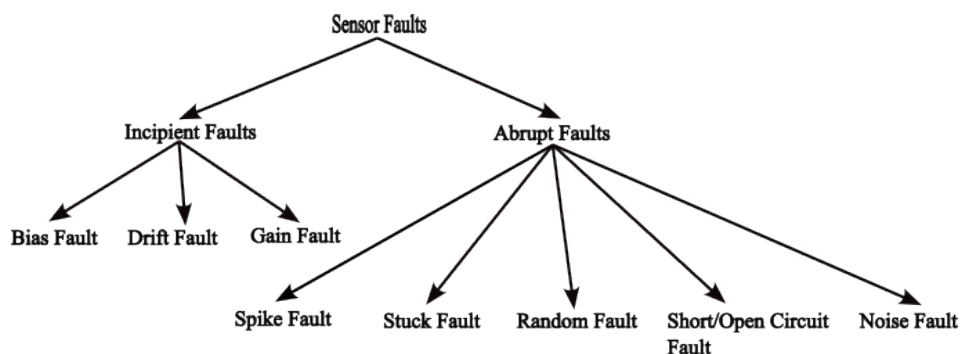 Sensor Faults
Incipient Faults
Abrupt Faults
Bias Fault
Drift Fault
Gain Fault
Spike Fault
Stuck Fault
Random Fault
Short/Open Circuit
Fault
Noise Fault